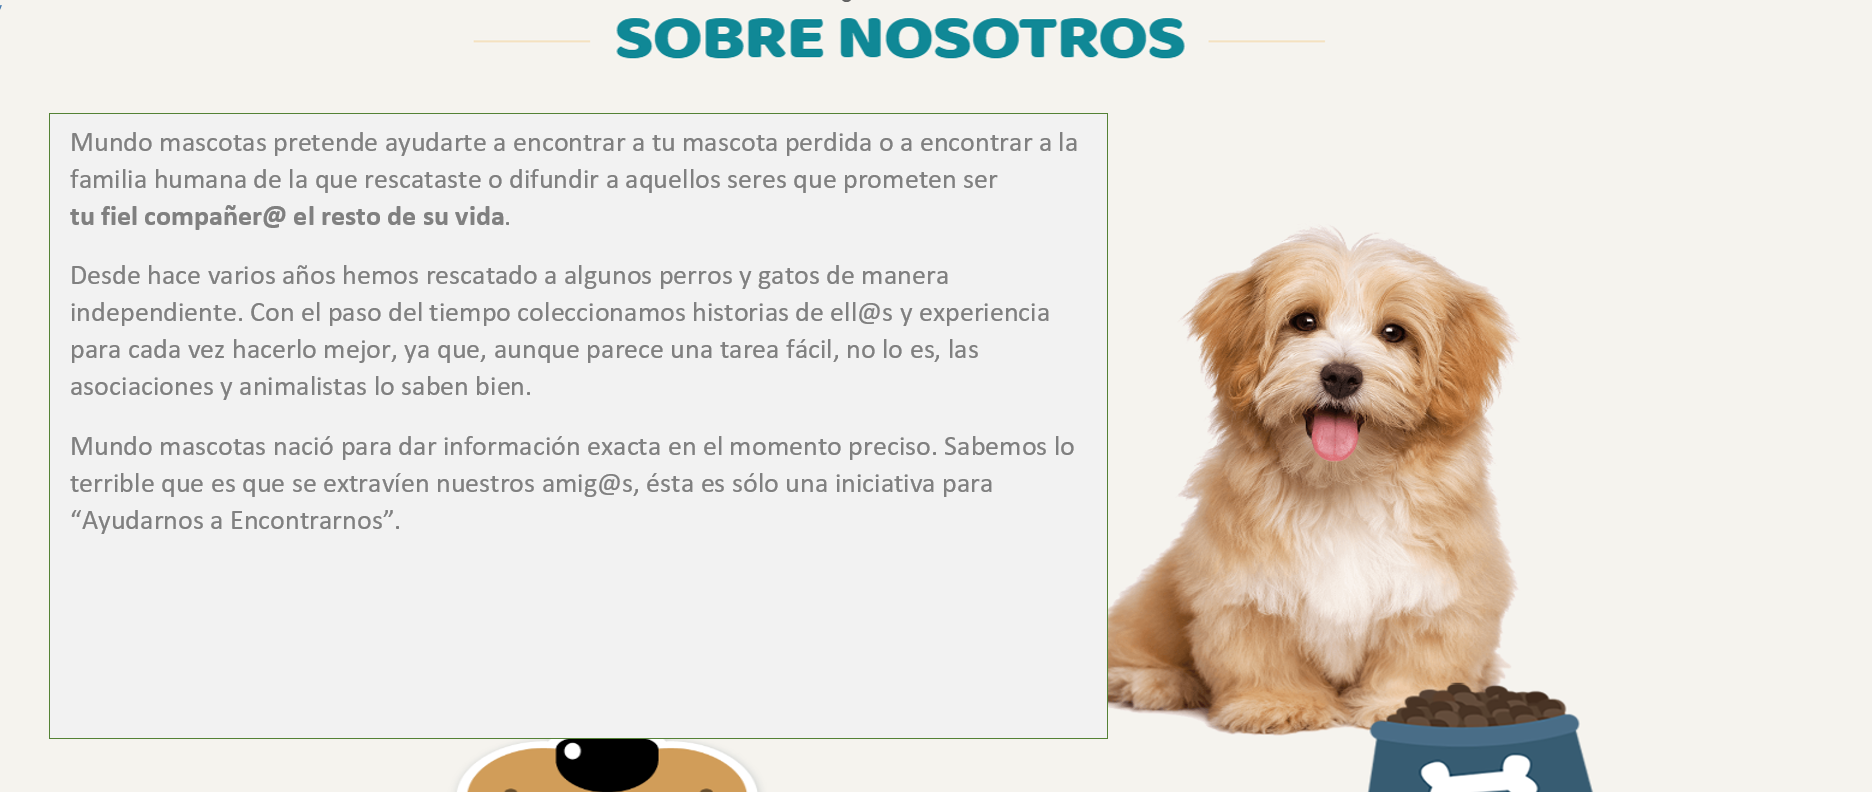 SOBRE NOSOTROS
Mundo mascotas pretende ayudarte a encontrar a tu mascota perdida o a encontrar a la
familia humana de la que rescataste o difundir a aquellos seres que prometen ser
tu fiel compañer@ el resto de su vida.
Desde hace varios años hemos rescatado a algunos perros y gatos de manera
independiente. Con el paso del tiempo coleccionamos historias de ell@s y experiencia
para cada vez hacerlo mejor, ya que, aunque parece una tarea fácil, no lo es, las
asociaciones y animalistas lo saben bien.
Mundo mascotas nació para dar información exacta en el momento preciso. Sabemos lo
terrible que es que se extravíen nuestros amig@s, ésta es sólo una iniciativa para
“Ayudarnos a Encontrarnos”.